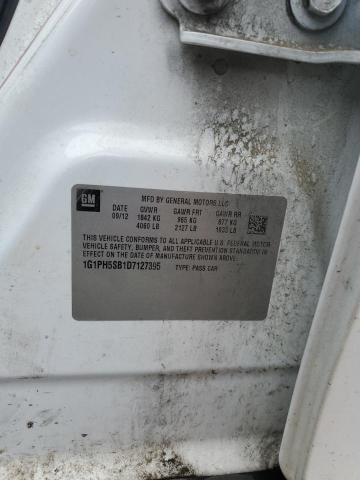 GM
MFD BY GENERAL MOTORS LLC
DATE GVWR GAWR FRT GAWR RR
09/12 1842 KG 965 KG 877 KG
4060 LB 2127 LB 1933 LB
THIS VEHICLE CONFORMS TO ALL APPLICABLE U.S. FEDERAL MOTOR
VEHICLE SAFETY, BUMPER, AND THEFT PREVENTION STANDARDS IN
EFFECT ON THE DATE OF MANUFACTURE SHOWN ABOVE.
1G1PH5SB1D7127395 TYPE: PASS CAR